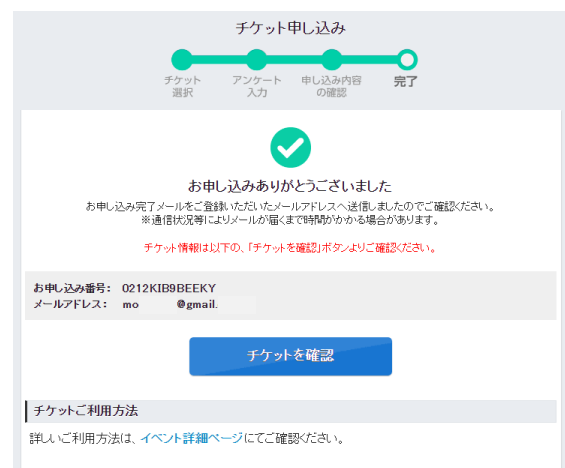 チケット申し込み
チケット
選択
アンケート
入力
申し込み内容
の確認
完了
お申し込みありがとうございました
お申し込み完了メールをご登録いただいたメールアドレスへ送信しましたのでご確認ください。
※通信状況等によりメールが届くまで時間がかかる場合があります。
チケット情報は以下の、「チケットを確認」ボタンよりご確認ください。
お申し込み番号: 0212KIB9BEEKY
メールアドレス: mo @gmail.
チケットを確認
チケットご利用方法
詳しいご利用方法は、イベント詳細ページにてご確認ください。